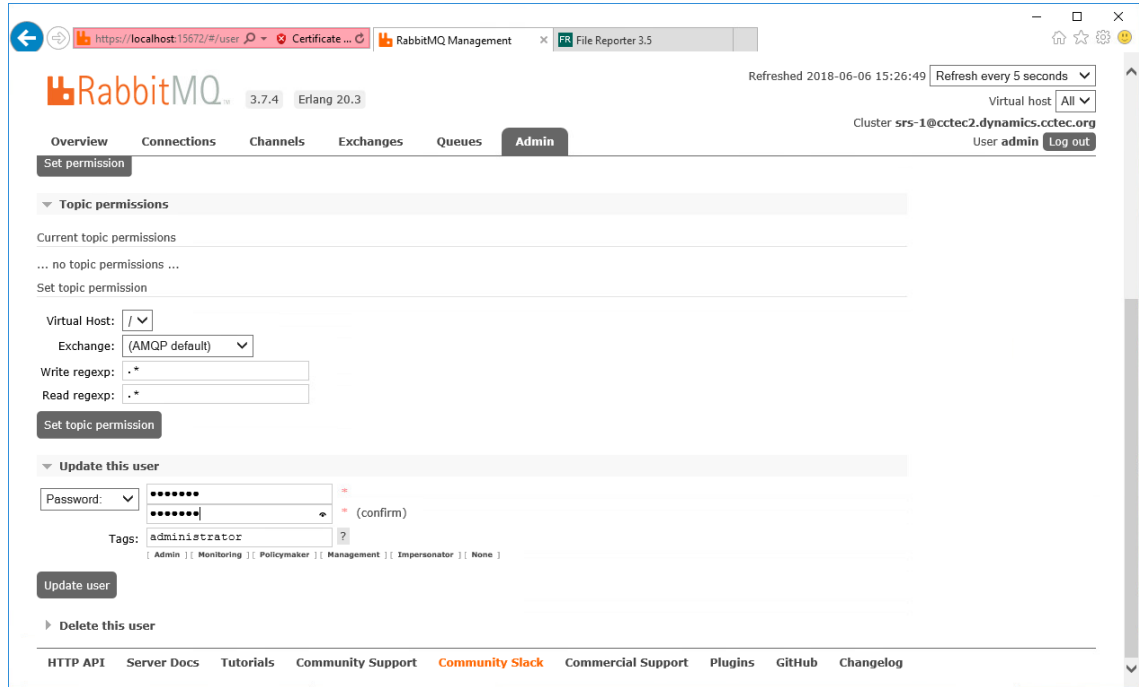 https://localhost:15672/#/user Certificate ... RabbitMQ Management × FR File Reporter 3.5
RabbitMQ 3.7.4 Erlang 20.3
Refreshed 2018-06-06 15:26:49 Refresh every 5 seconds
Virtual host All
Cluster srs-1@cctec2.dynamics.cctec.org
User admin Log out
Overview Connections Channels Exchanges Queues Admin
Set permission
Topic permissions
Current topic permissions
... no topic permissions ...
Set topic permission
Virtual Host: /
Exchange: (AMQP default)
Write regexp: .*
Read regexp: .*
Set topic permission
Update this user
Password: ••••••• *
••••••• * (confirm)
Tags: administrator ?
[ Admin ] [ Monitoring ] [ Policymaker ] [ Management ] [ Impersonator ] [ None ]
Update user
Delete this user
HTTP API Server Docs Tutorials Community Support Community Slack Commercial Support Plugins GitHub Changelog